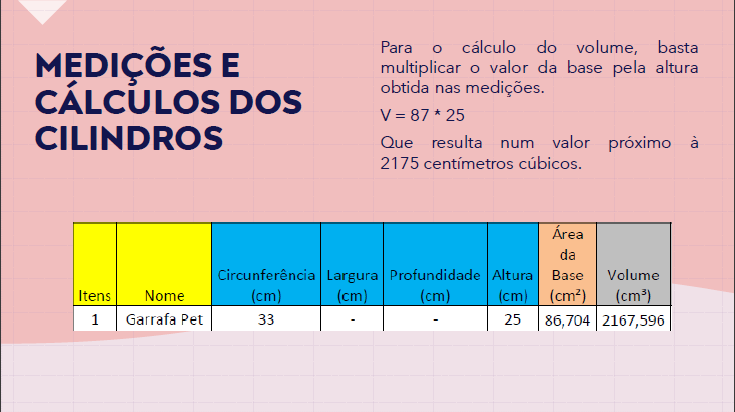 MEDIÇÕES E
CÁLCULOS DOS
CILINDROS
Para o cálculo do volume, basta
multiplicar o valor da base pela altura
obtida nas medições.
V = 87 * 25
Que resulta num valor próximo à
2175 centímetros cúbicos.
Itens Nome Circunferência (cm) Largura (cm) Profundidade (cm) Altura (cm) Área da Base (cm²) Volume (cm³)
1 Garrafa Pet 33 - - 25 86,704 2167,596